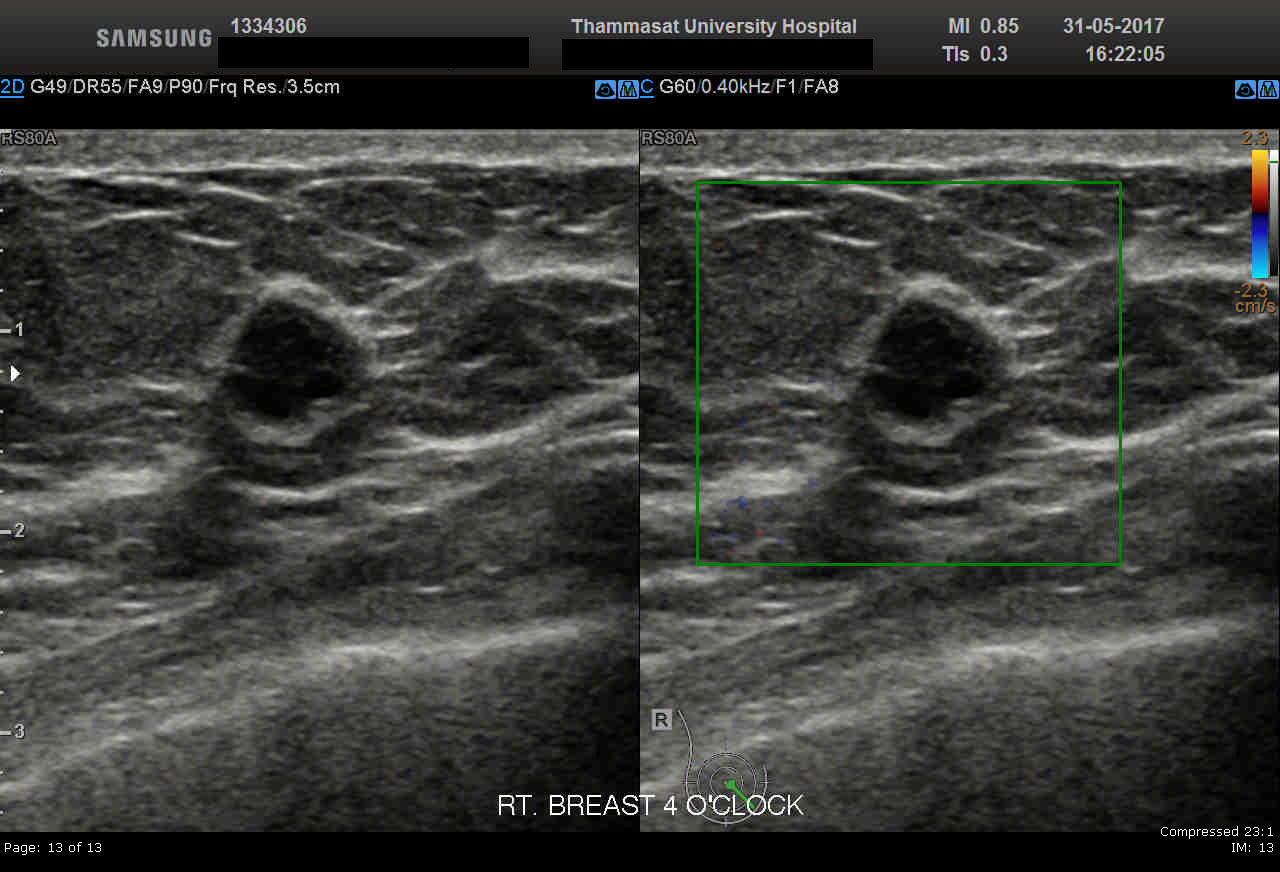 SAMSUNG 1334306 Thammasat University Hospital MI 0.85 31-05-2017
TIs 0.3 16:22:05
2D G49/DR55/FA9/P90/Frq Res./3.5cm C G60/0.40kHz/F1/FA8
RS80A RS80A 2.3
-2.3
cm/s
1
2
3
R
RT. BREAST 4 O'CLOCK
Compressed 23:1
Page: 13 of 13 IM: 13